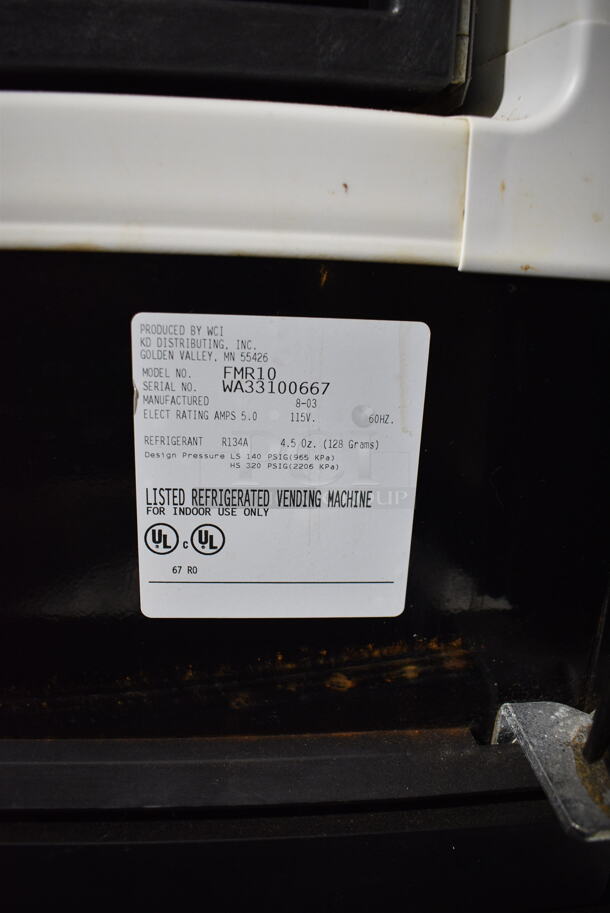 PRODUCED BY WCI
KD DISTRIBUTING, INC.
GOLDEN VALLEY, MN 55426
MODEL NO. FMR10
SERIAL NO. WA33100667
MANUFACTURED 8-03
ELECT RATING AMPS 5.0 115V. 60HZ.
REFRIGERANT R134A 4.5 Oz. (128 Grams)
Design Pressure LS 140 PSIG(965 KPa)
HS 320 PSIG(2206 KPa)
LISTED REFRIGERATED VENDING MACHINE
FOR INDOOR USE ONLY
UL c UL
67 RO